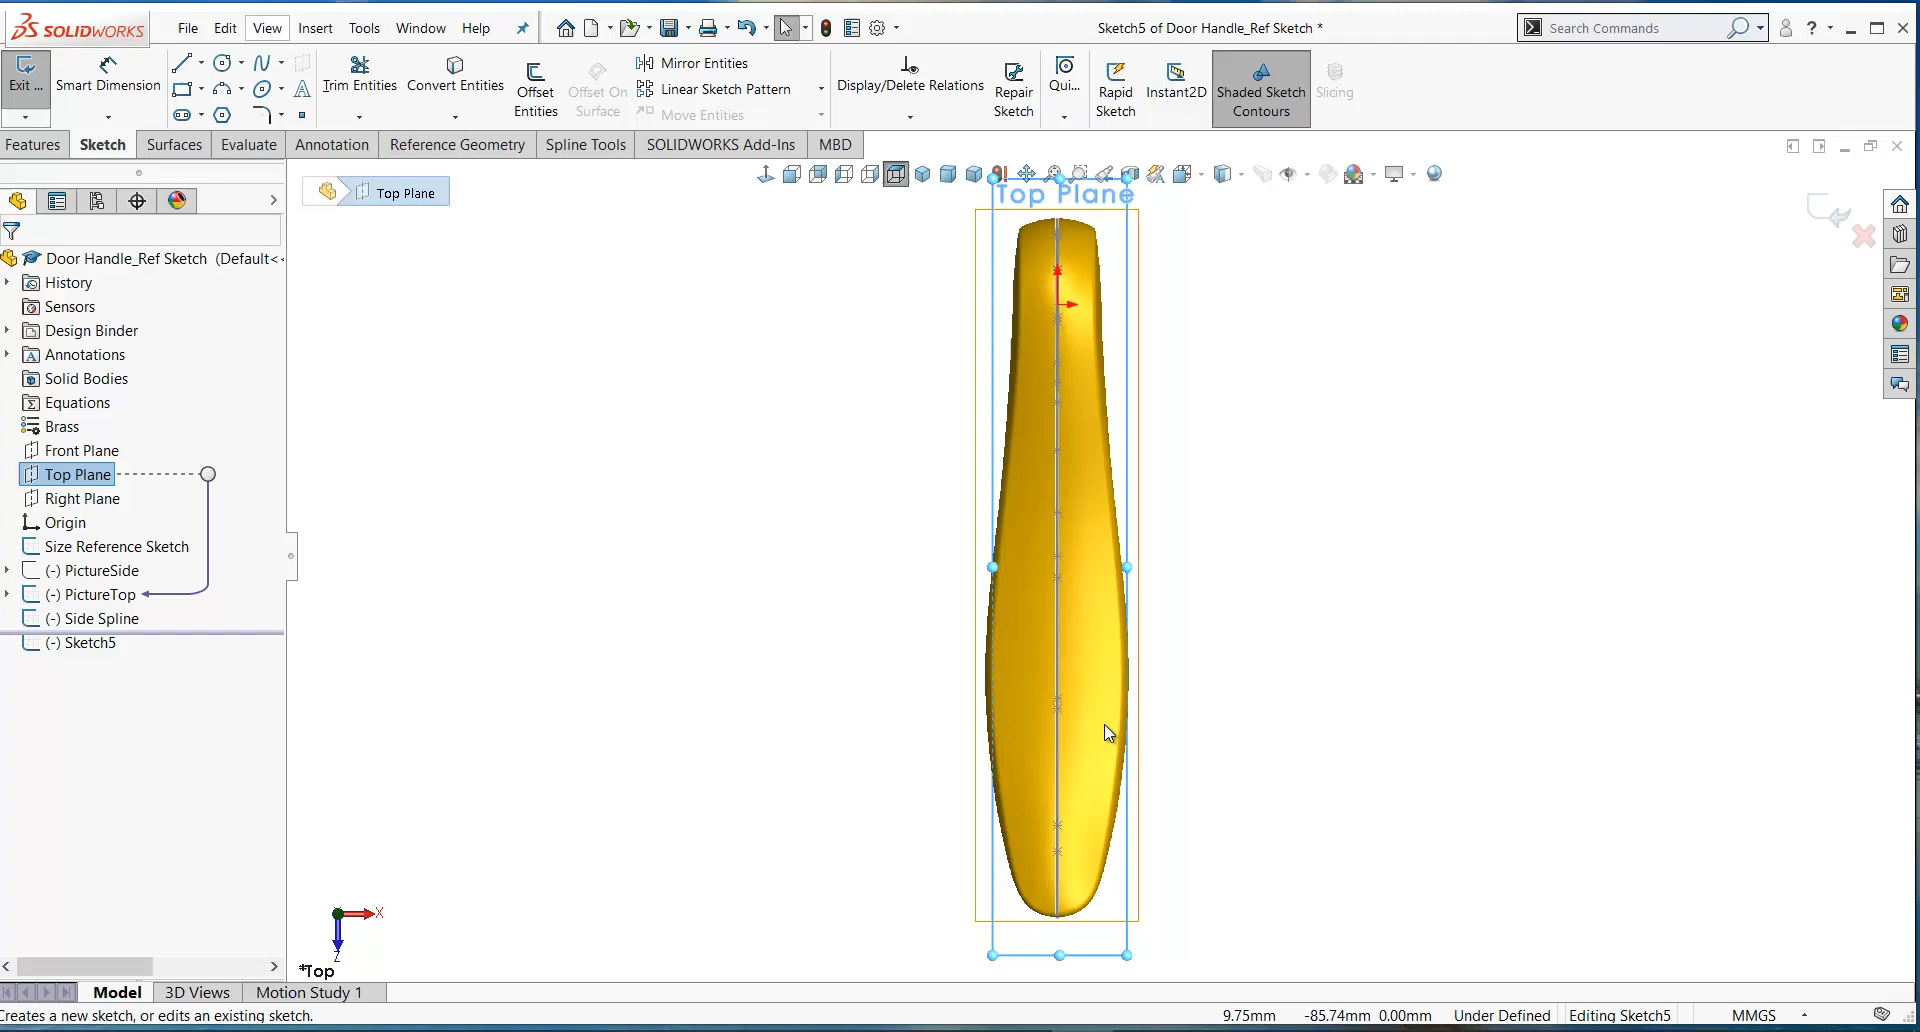 SOLIDWORKS
File Edit View Insert Tools Window Help
Sketch5 of Door Handle_Ref Sketch *
Search Commands
?
Exit ...
Smart Dimension
Trim Entities
Convert Entities
Offset Entities
Offset On Surface
Mirror Entities
Linear Sketch Pattern
Move Entities
Display/Delete Relations
Repair Sketch
Qui...
Rapid Sketch
Instant2D
Shaded Sketch Contours
Slicing
Features Sketch Surfaces Evaluate Annotation Reference Geometry Spline Tools SOLIDWORKS Add-Ins MBD
Top Plane
Top Plane
Door Handle_Ref Sketch (Default<<
History
Sensors
Design Binder
Annotations
Solid Bodies
Equations
Brass
Front Plane
Top Plane
Right Plane
Origin
Size Reference Sketch
(-) PictureSide
(-) PictureTop
(-) Side Spline
(-) Sketch5
X
Z
*Top
Model 3D Views Motion Study 1
Creates a new sketch, or edits an existing sketch.
9.75mm -85.74mm 0.00mm Under Defined Editing Sketch5 MMGS